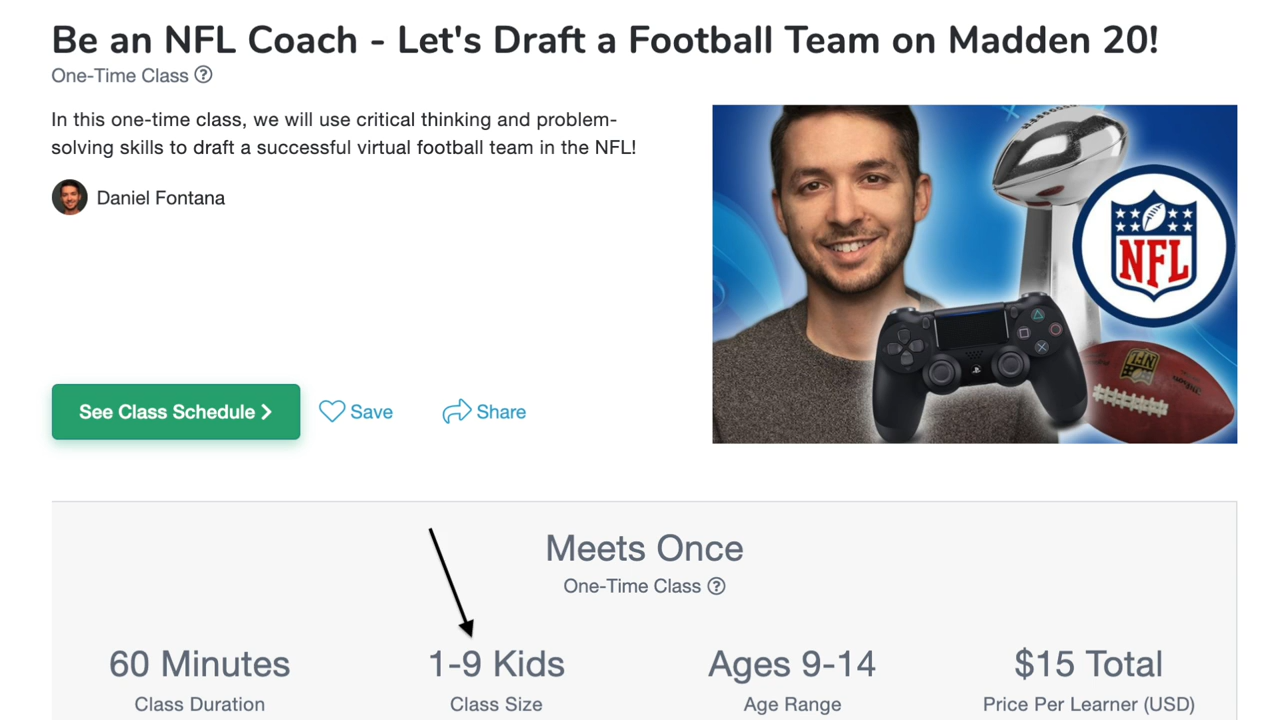 Be an NFL Coach - Let's Draft a Football Team on Madden 20!
One-Time Class ?
In this one-time class, we will use critical thinking and problem-
solving skills to draft a successful virtual football team in the NFL!
Daniel Fontana
NFL
NFL
See Class Schedule
Save
Share
Meets Once
One-Time Class ?
60 Minutes
1-9 Kids
Ages 9-14
$15 Total
Class Duration
Class Size
Age Range
Price Per Learner (USD)